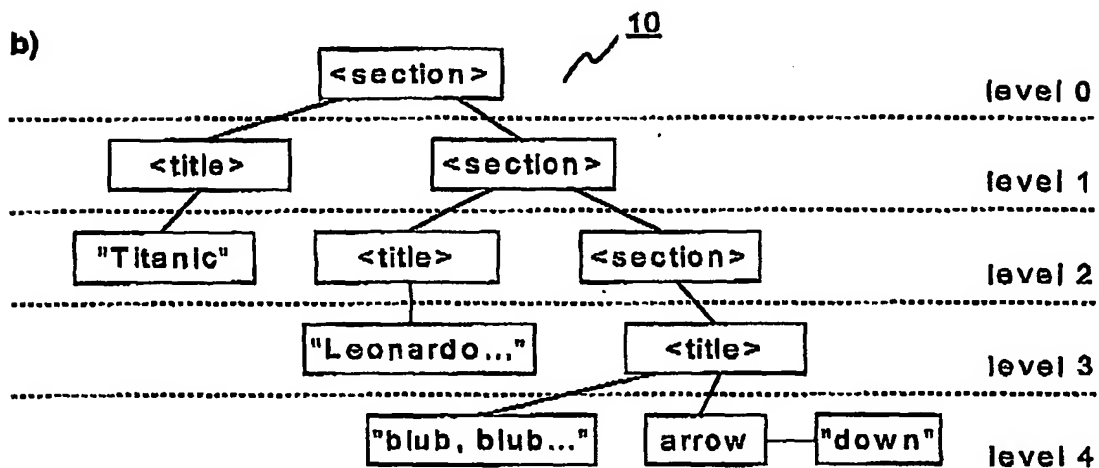 b)
10
<section>
level 0
<title> <section>
level 1
"Titanic" <title> <section>
level 2
"Leonardo..." <title>
level 3
"blub, blub..." arrow "down"
level 4